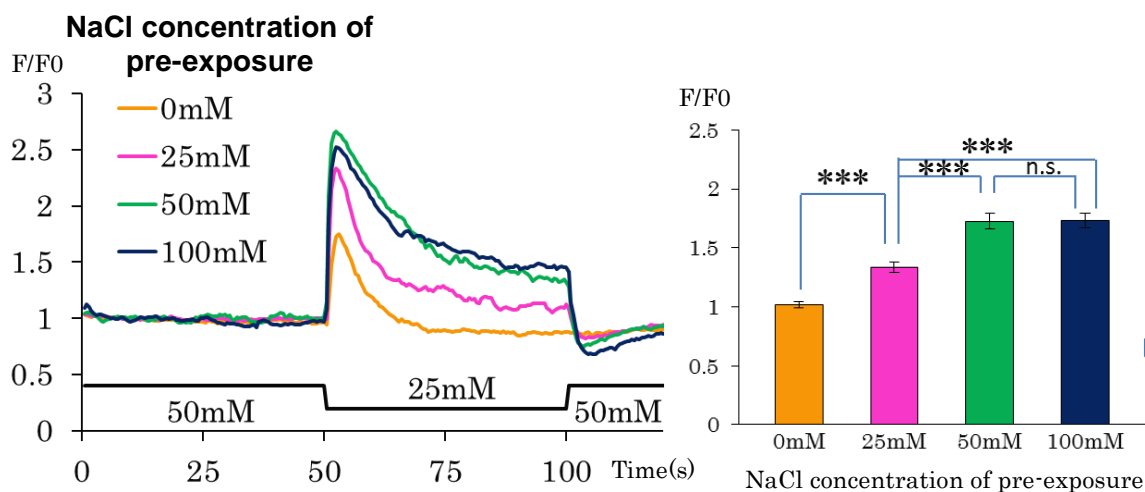 NaCl concentration of
pre-exposure
F/F0
3
2.5
2
1.5
1
0.5
0
0mM
25mM
50mM
100mM
50mM
25mM
50mM
0
25
50
75
100
Time(s)
F/F0
2.5
2
1.5
1
0.5
0
***
***
***
n.s.
0mM
25mM
50mM
100mM
NaCl concentration of pre-exposure